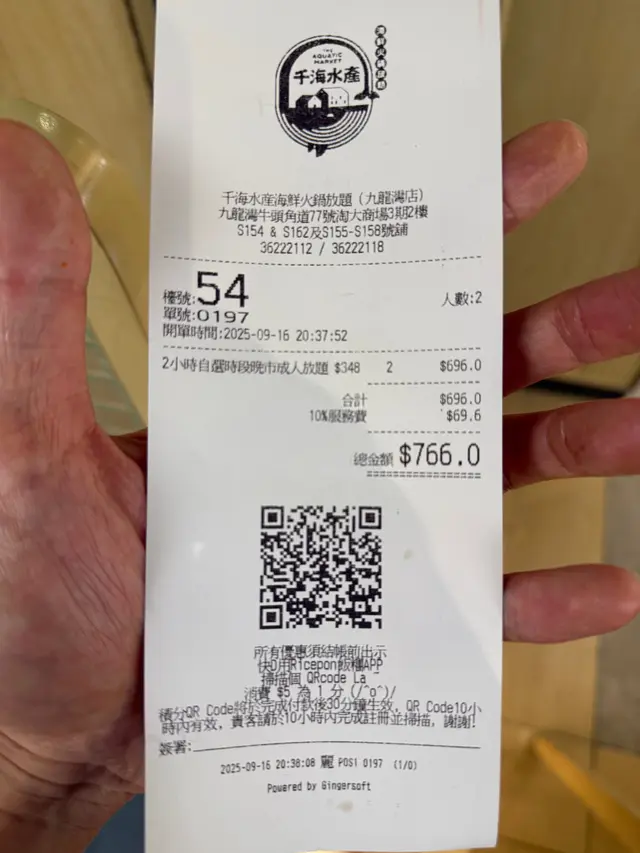 THE
AQUATIC
MARKET
千海水產
千海水產海鮮火鍋放題（九龍灣店）
九龍灣牛頭角道77號淘大商場3期2樓
S154 & S162及S155-S158號舖
36222112 / 36222118
檯號:54 人數:2
單號:0197
開單時間:2025-09-16 20:37:52
2小時自選時段晚市成人放題 $348 2 $696.0
合計 $696.0
10%服務費 $69.6
總金額 $766.0
所有優惠須結帳前出示
快D用Ricepon飯櫃APP
掃描個 QRcode La
消費 $5 為 1 分 (/^o^)/
積分QR Code將於完成付款後30分鐘生效, QR Code10小
時內有效, 貴客請於10小時內完成註冊並掃描, 謝謝!
簽署:
2025-09-16 20:38:08 麗 POS1 0197 (1/0)
Powered by Gingersoft